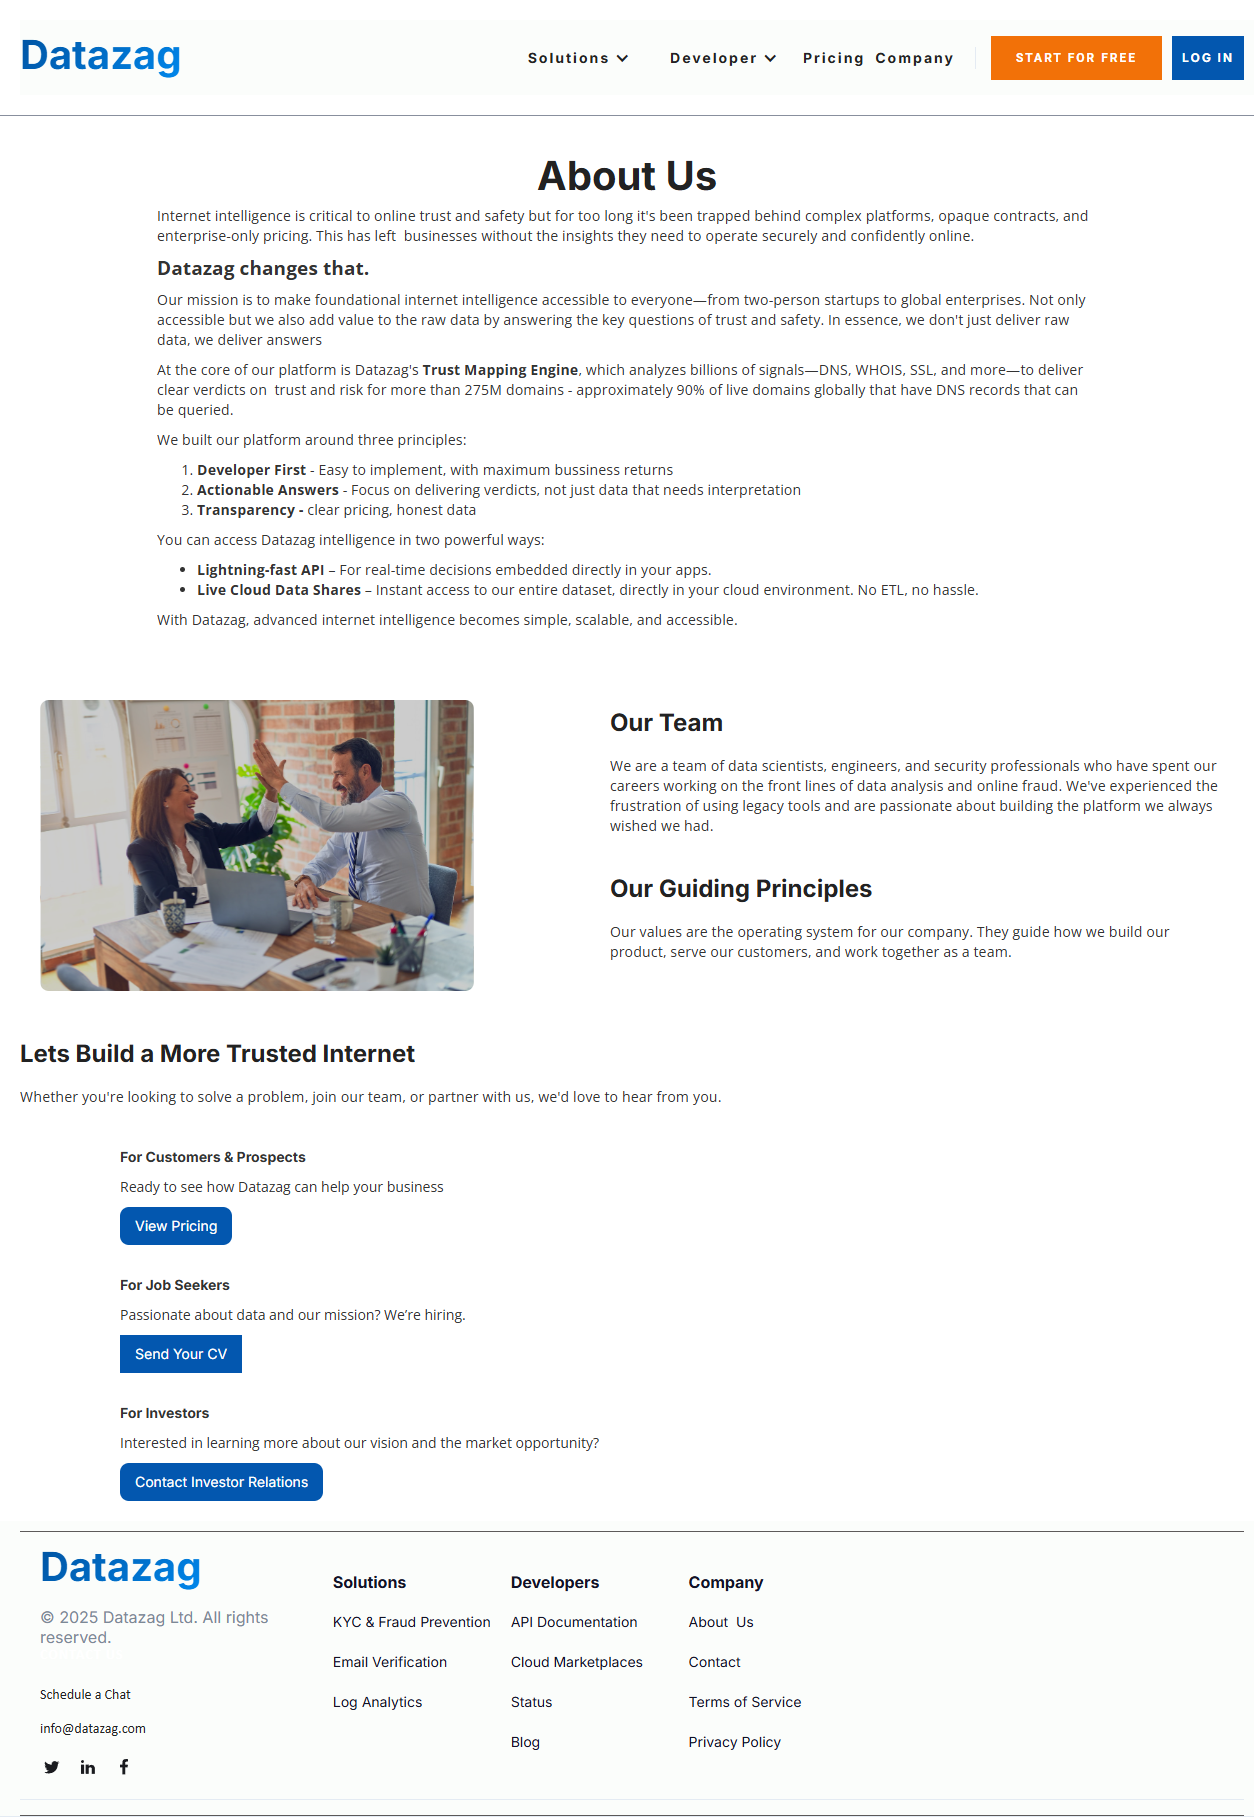 Datazag
Solutions Developer Pricing Company START FOR FREE LOG IN
About Us
Internet intelligence is critical to online trust and safety but for too long it's been trapped behind complex platforms, opaque contracts, and
enterprise-only pricing. This has left  businesses without the insights they need to operate securely and confidently online.
Datazag changes that.
Our mission is to make foundational internet intelligence accessible to everyone—from two-person startups to global enterprises. Not only
accessible but we also add value to the raw data by answering the key questions of trust and safety. In essence, we don't just deliver raw
data, we deliver answers
At the core of our platform is Datazag's Trust Mapping Engine, which analyzes billions of signals—DNS, WHOIS, SSL, and more—to deliver
clear verdicts on  trust and risk for more than 275M domains - approximately 90% of live domains globally that have DNS records that can
be queried.
We built our platform around three principles:
1. Developer First - Easy to implement, with maximum bussiness returns
2. Actionable Answers - Focus on delivering verdicts, not just data that needs interpretation
3. Transparency - clear pricing, honest data
You can access Datazag intelligence in two powerful ways:
• Lightning-fast API – For real-time decisions embedded directly in your apps.
• Live Cloud Data Shares – Instant access to our entire dataset, directly in your cloud environment. No ETL, no hassle.
With Datazag, advanced internet intelligence becomes simple, scalable, and accessible.
Our Team
We are a team of data scientists, engineers, and security professionals who have spent our
careers working on the front lines of data analysis and online fraud. We've experienced the
frustration of using legacy tools and are passionate about building the platform we always
wished we had.
Our Guiding Principles
Our values are the operating system for our company. They guide how we build our
product, serve our customers, and work together as a team.
Lets Build a More Trusted Internet
Whether you're looking to solve a problem, join our team, or partner with us, we'd love to hear from you.
For Customers & Prospects
Ready to see how Datazag can help your business
View Pricing
For Job Seekers
Passionate about data and our mission? We’re hiring.
Send Your CV
For Investors
Interested in learning more about our vision and the market opportunity?
Contact Investor Relations
Datazag
© 2025 Datazag Ltd. All rights
reserved.
Schedule a Chat
info@datazag.com
Solutions
KYC & Fraud Prevention
Email Verification
Log Analytics
Developers
API Documentation
Cloud Marketplaces
Status
Blog
Company
About  Us
Contact
Terms of Service
Privacy Policy